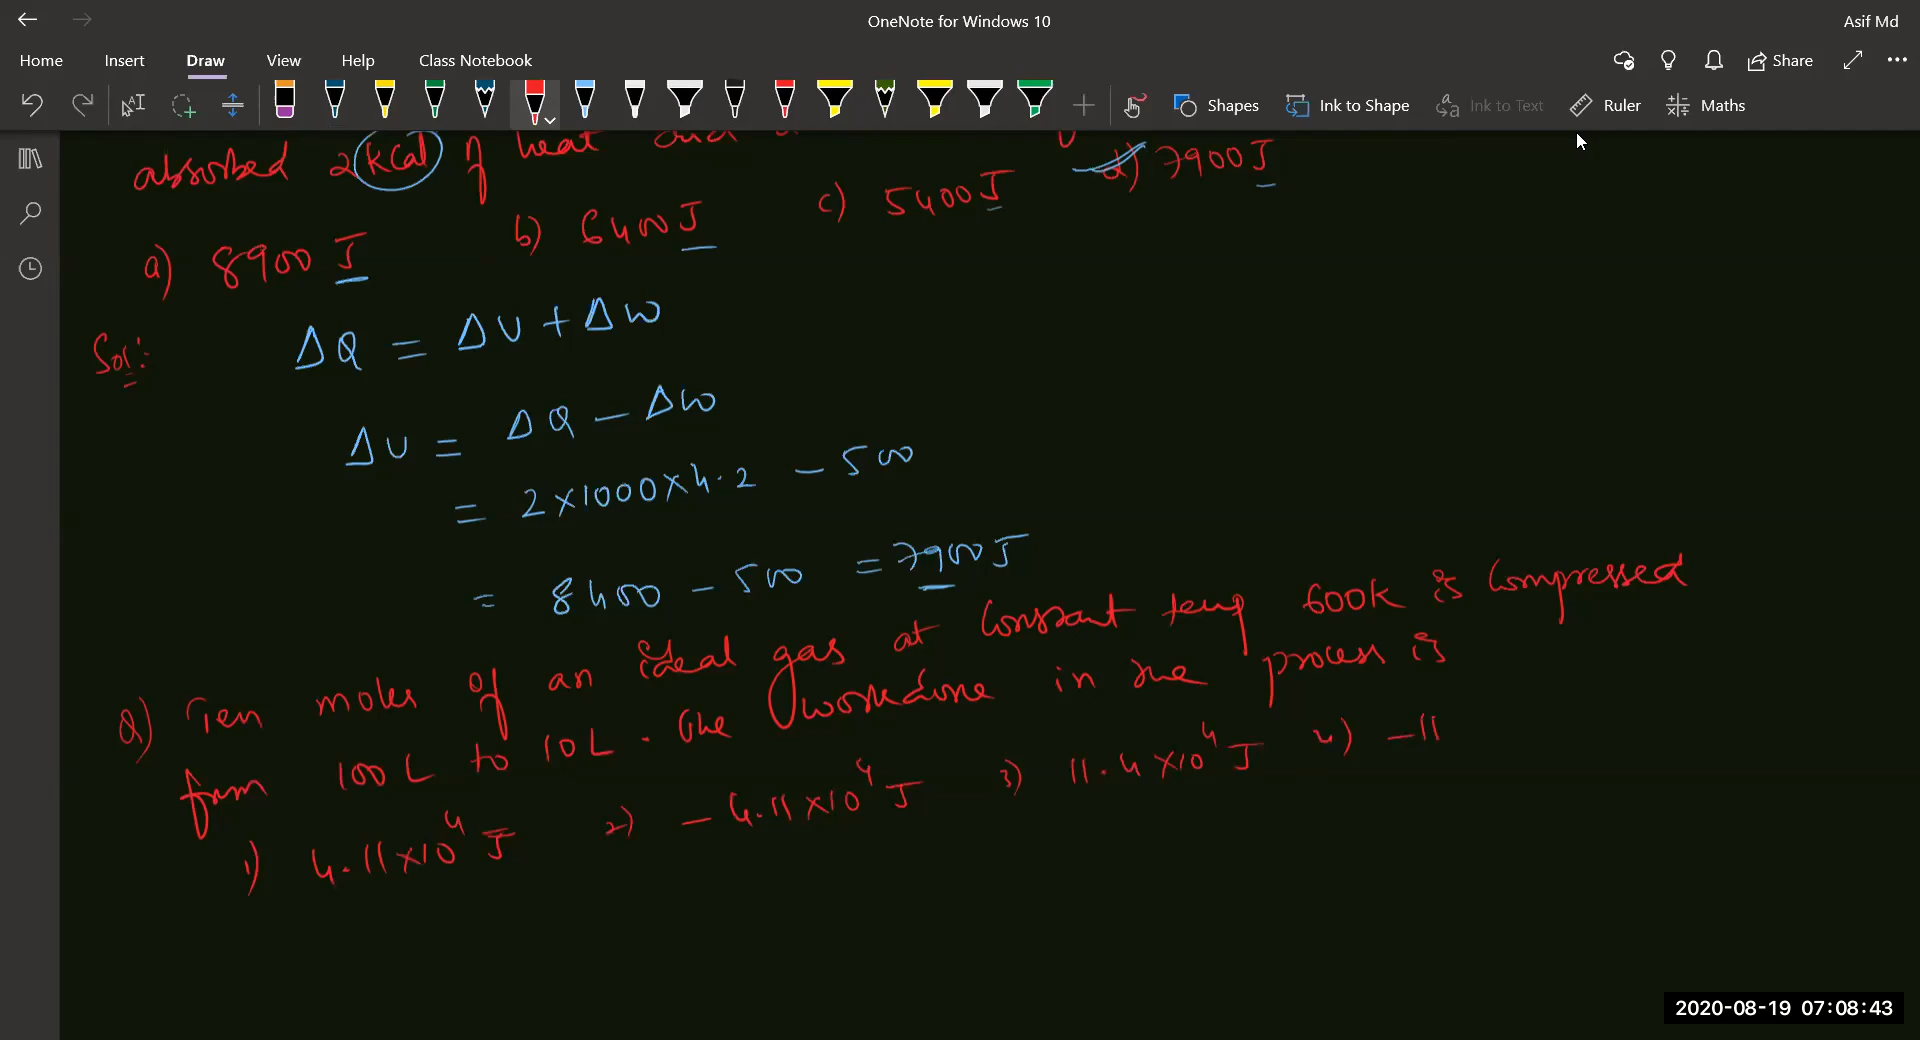 OneNote for Windows 10
Asif Md
Home Insert Draw View Help Class Notebook
Share
Shapes Ink to Shape Ink to Text Ruler Maths
absorbed 2kCal of heat and
a) 8900 J b) 6400 J c) 5400 J d) 7900 J
Sol:
ΔQ = ΔU + ΔW
ΔU = ΔQ - ΔW
= 2×1000×4.2 - 500
= 8400 - 500 = 7900 J
Q) Ten moles of an ideal gas at constant temp 600K is compressed
from 100L to 10L. The workdone in the process is
1) 4.11×10⁴ J 2) -4.11×10⁴ J 3) 11.4×10⁴ J 4) -11
2020-08-19 07:08:43